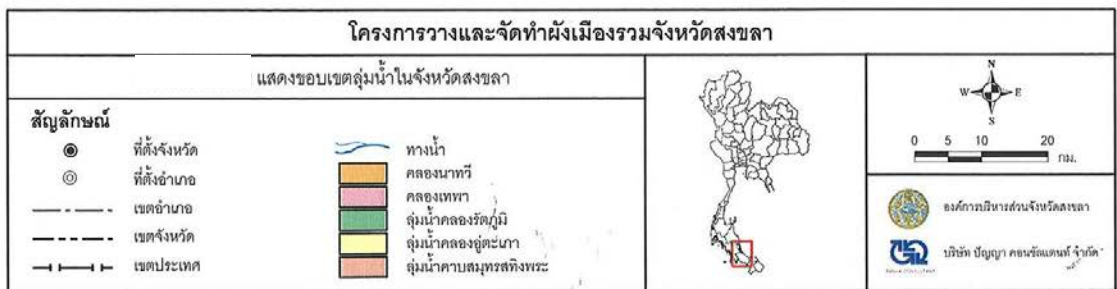 โครงการวางและจัดทำผังเมืองรวมจังหวัดสงขลา
แสดงขอบเขตลุ่มน้ำในจังหวัดสงขลา
สัญลักษณ์
ที่ตั้งจังหวัด
ที่ตั้งอำเภอ
เขตอำเภอ
เขตจังหวัด
เขตประเทศ
ทางน้ำ
คลองนาทวี
คลองเทพา
ลุ่มน้ำคลองรัตภูมิ
ลุ่มน้ำคลองอู่ตะเภา
ลุ่มน้ำคาบสมุทรสทิงพระ
N
W E
S
0 5 10 20
กม.
องค์การบริหารส่วนจังหวัดสงขลา
บริษัท ปัญญา คอนซัลแตนท์ จำกัด